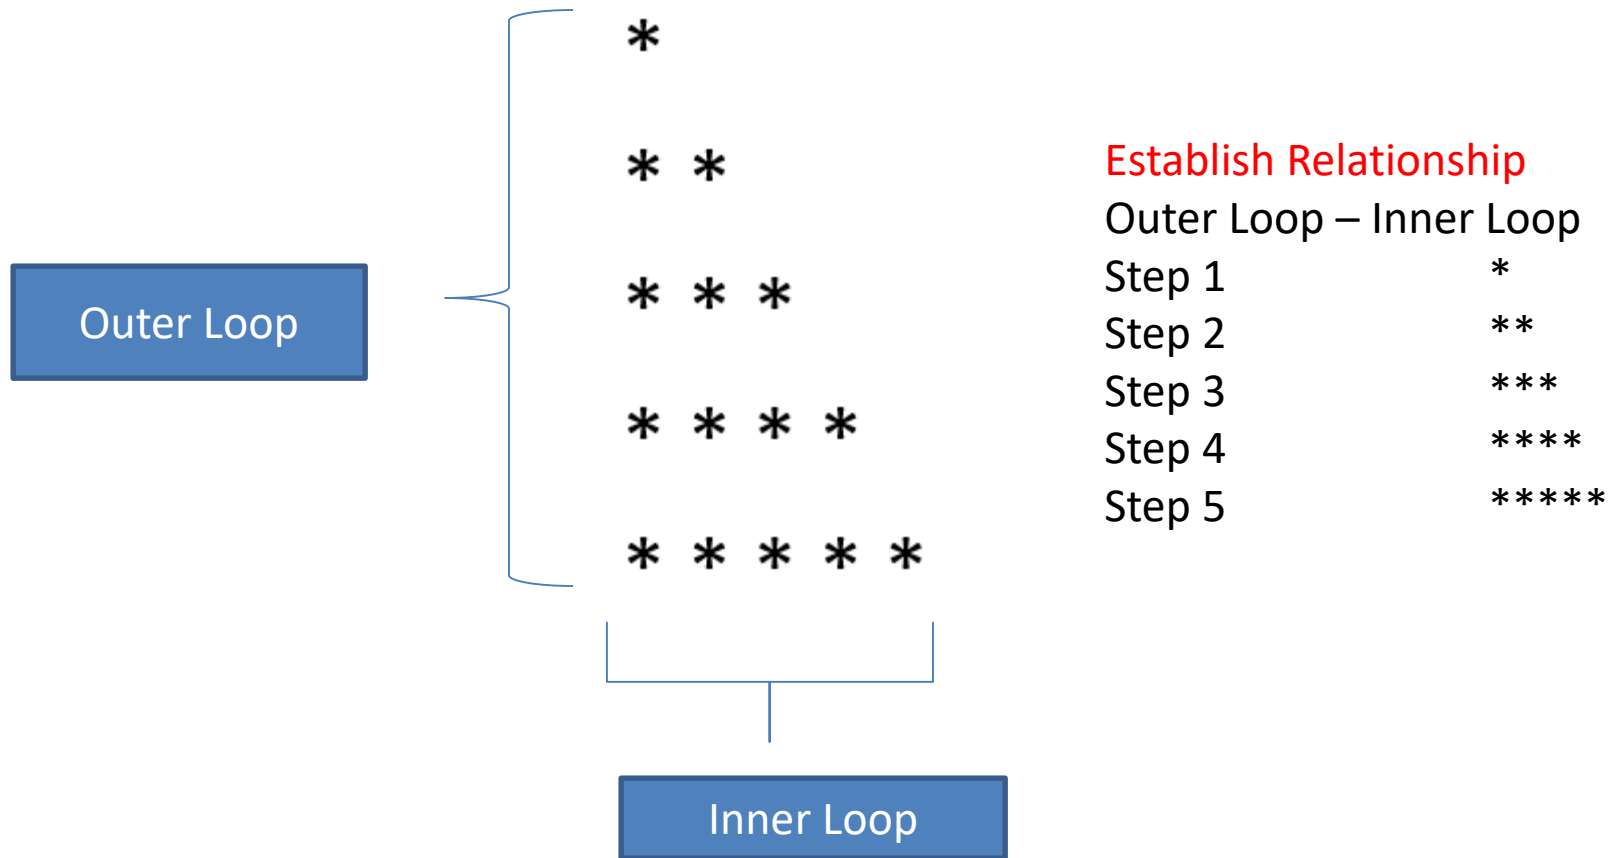 Outer Loop
*
* *
* * *
* * * *
* * * * *
Inner Loop
Establish Relationship
Outer Loop – Inner Loop
Step 1 *
Step 2 **
Step 3 ***
Step 4 ****
Step 5 *****